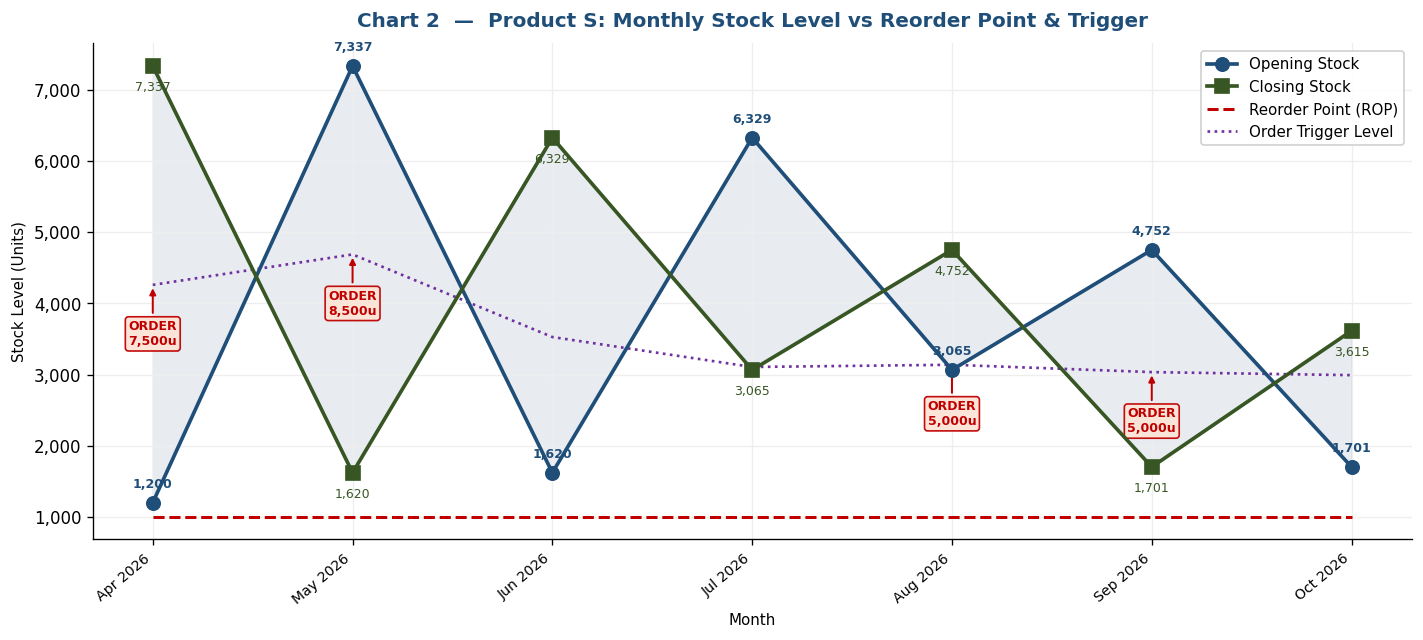 Chart 2 — Product S: Monthly Stock Level vs Reorder Point & Trigger
Opening Stock
Closing Stock
Reorder Point (ROP)
Order Trigger Level
Stock Level (Units)
7,000
6,000
5,000
4,000
3,000
2,000
1,000
7,337
7,337
6,329
6,329
4,752
4,752
ORDER
8,500u
ORDER
7,500u
3,065
3,065
3,615
ORDER
5,000u
ORDER
5,000u
1,200
1,620
1,620
1,701
1,701
Apr 2026
May 2026
Jun 2026
Jul 2026
Aug 2026
Sep 2026
Oct 2026
Month